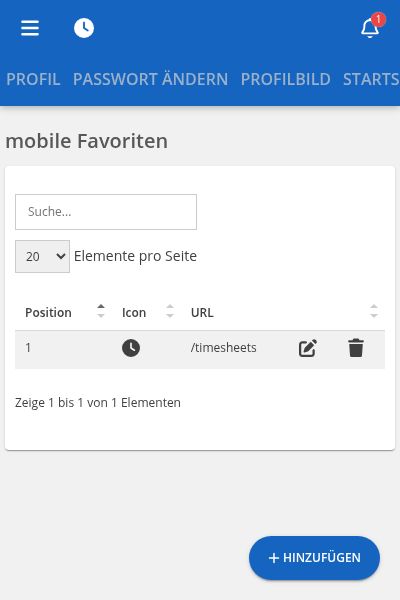 1
PROFIL PASSWORT ÄNDERN PROFILBILD STARTS
mobile Favoriten
Suche...
20 Elemente pro Seite
Position Icon URL
1 /timesheets
Zeige 1 bis 1 von 1 Elementen
+ HINZUFÜGEN